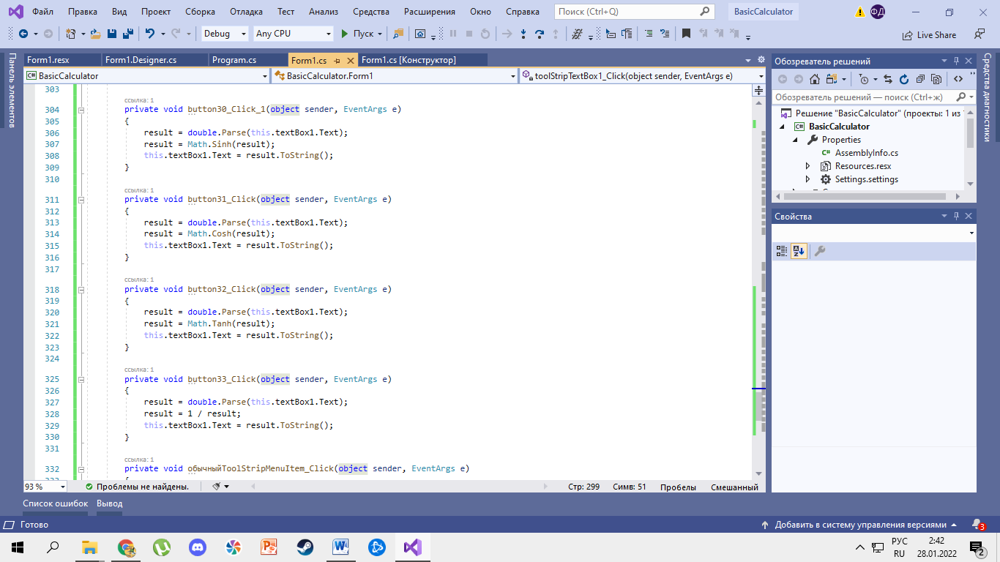 Файл Правка Вид Проект Сборка Отладка Тест Анализ Средства Расширения Окно Справка Поиск (Ctrl+Q) BasicCalculator ФД
Debug Any CPU Пуск Live Share
Панель элементов
Form1.resx Form1.Designer.cs Program.cs Form1.cs Form1.cs [Конструктор]
BasicCalculator BasicCalculator.Form1 toolStripTextBox1_Click(object sender, EventArgs e)
303
ссылка: 1
304 private void button30_Click_1(object sender, EventArgs e)
305 {
306 result = double.Parse(this.textBox1.Text);
307 result = Math.Sinh(result);
308 this.textBox1.Text = result.ToString();
309 }
310
ссылка: 1
311 private void button31_Click(object sender, EventArgs e)
312 {
313 result = double.Parse(this.textBox1.Text);
314 result = Math.Cosh(result);
315 this.textBox1.Text = result.ToString();
316 }
317
ссылка: 1
318 private void button32_Click(object sender, EventArgs e)
319 {
320 result = double.Parse(this.textBox1.Text);
321 result = Math.Tanh(result);
322 this.textBox1.Text = result.ToString();
323 }
324
ссылка: 1
325 private void button33_Click(object sender, EventArgs e)
326 {
327 result = double.Parse(this.textBox1.Text);
328 result = 1 / result;
329 this.textBox1.Text = result.ToString();
330 }
331
ссылка: 1
332 private void обычныйToolStripMenuItem_Click(object sender, EventArgs e)
93 % Проблемы не найдены. Стр: 299 Симв: 51 Пробелы Смешанный
Обозреватель решений
Обозреватель решений — поиск (Ctrl+ж)
Решение "BasicCalculator" (проекты: 1 из
C# BasicCalculator
Properties
C# AssemblyInfo.cs
Resources.resx
Settings.settings
Свойства
Средства диагностики
Список ошибок Вывод
Готово Добавить в систему управления версиями 3
РУС 2:42
RU 28.01.2022 2